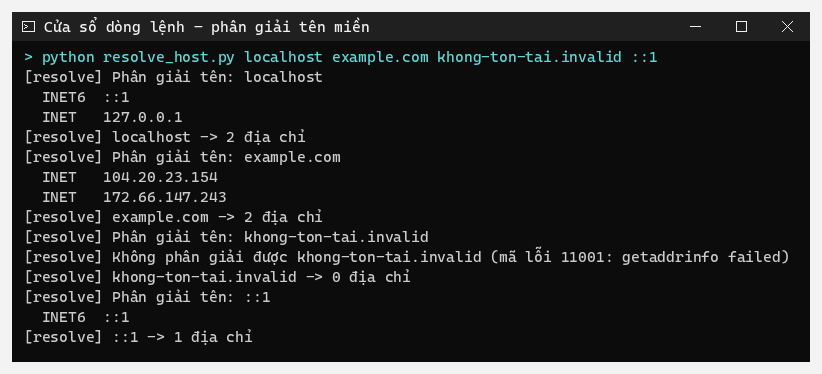 Cửa sổ dòng lệnh - phân giải tên miền
> python resolve_host.py localhost example.com khong-ton-tai.invalid ::1
[resolve] Phân giải tên: localhost
  INET6  ::1
  INET   127.0.0.1
[resolve] localhost -> 2 địa chỉ
[resolve] Phân giải tên: example.com
  INET   104.20.23.154
  INET   172.66.147.243
[resolve] example.com -> 2 địa chỉ
[resolve] Phân giải tên: khong-ton-tai.invalid
[resolve] Không phân giải được khong-ton-tai.invalid (mã lỗi 11001: getaddrinfo failed)
[resolve] khong-ton-tai.invalid -> 0 địa chỉ
[resolve] Phân giải tên: ::1
  INET6  ::1
[resolve] ::1 -> 1 địa chỉ